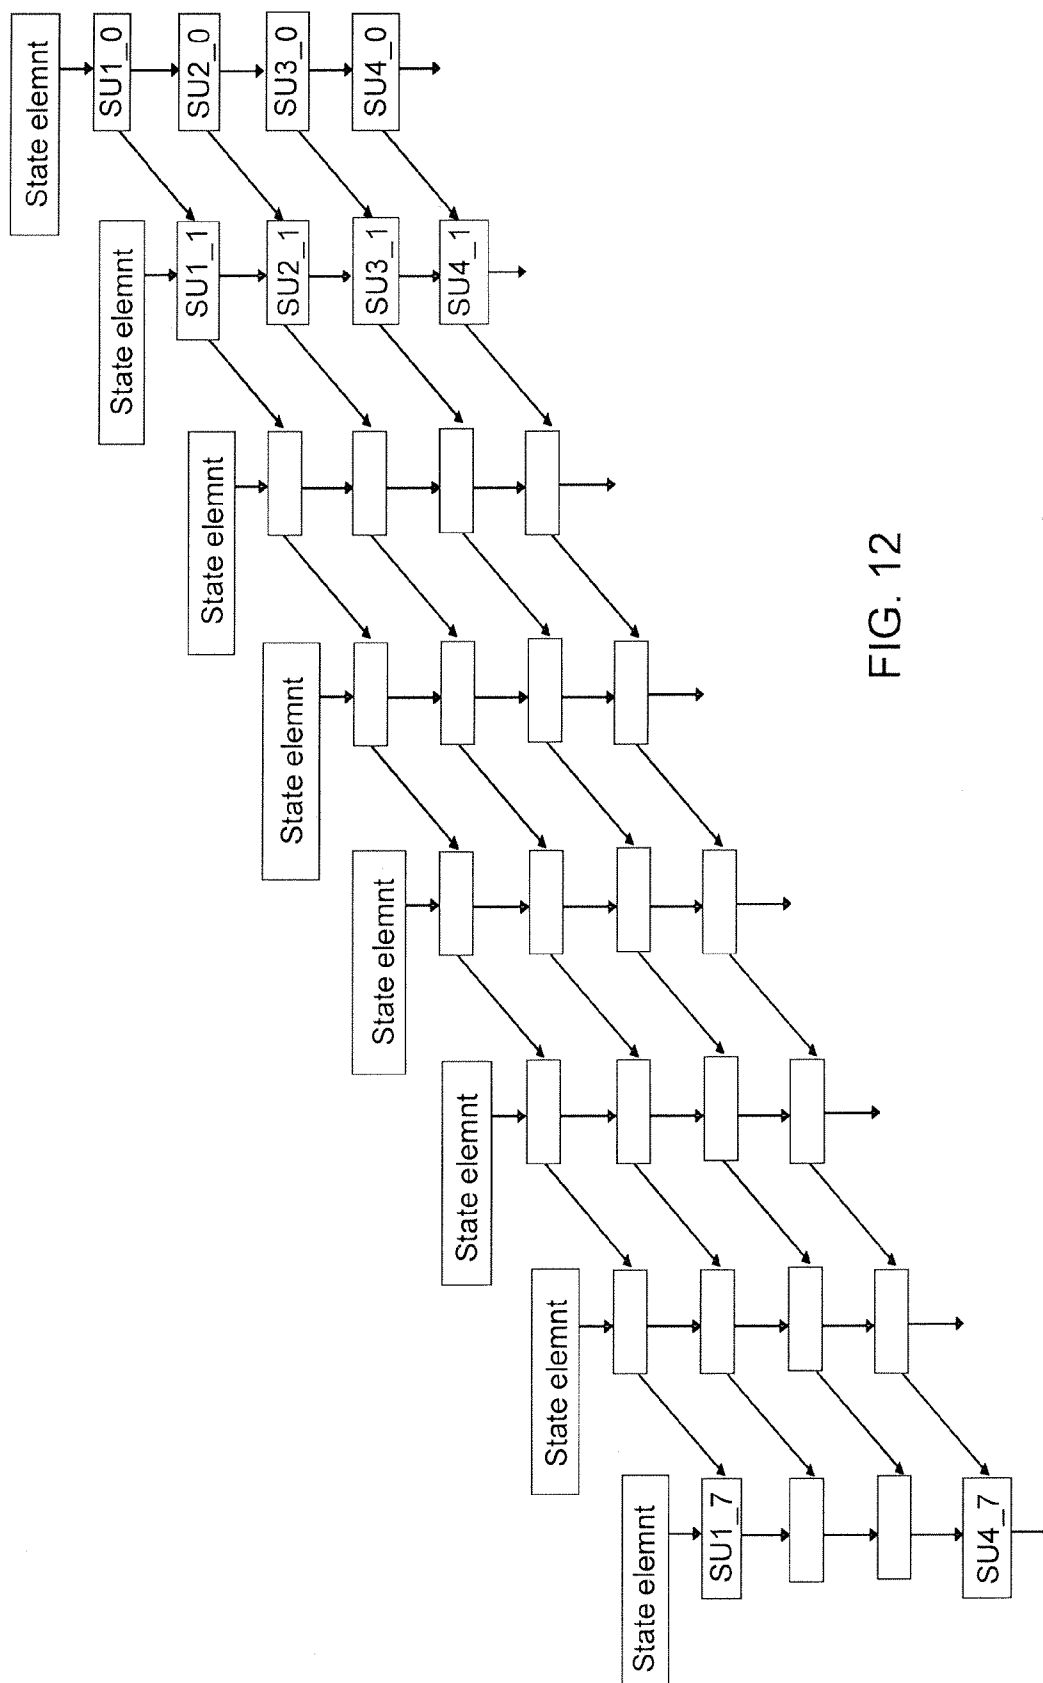 State elemnt
SU1_0
SU2_0
SU3_0
SU4_0
State elemnt
SU1_1
SU2_1
SU3_1
SU4_1
State elemnt
State elemnt
State elemnt
State elemnt
State elemnt
State elemnt
SU1_7
SU4_7
FIG. 12